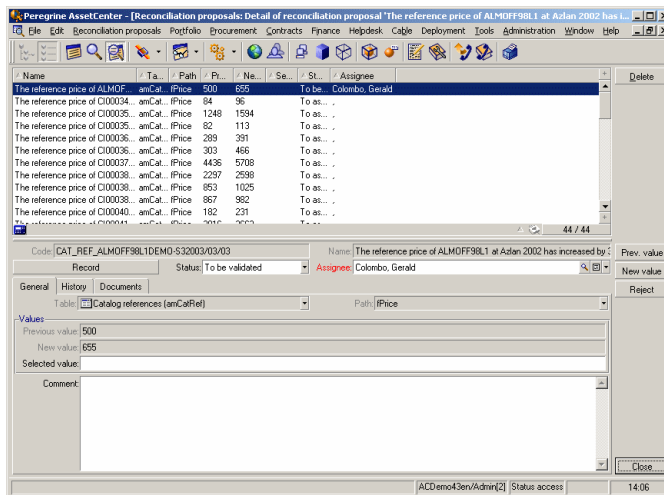 Peregrine AssetCenter - [Reconciliation proposals: Detail of reconciliation proposal 'The reference price of ALMOFF98L1 at Azlan 2002 has i...
File Edit Reconciliation proposals Portfolio Procurement Contracts Finance Helpdesk Cable Deployment Tools Administration Window Help
Name Ta... Path Pr... Ne... Se... St... Assignee
Delete
The reference price of ALMOF... amCat... fPrice 500 655 To be... Colombo, Gerald
The reference price of CI00034... amCat... fPrice 84 96 To as... ,
The reference price of CI00035... amCat... fPrice 1248 1594 To as... ,
The reference price of CI00035... amCat... fPrice 82 113 To as... ,
The reference price of CI00036... amCat... fPrice 289 391 To as... ,
The reference price of CI00036... amCat... fPrice 303 466 To as... ,
The reference price of CI00037... amCat... fPrice 4436 5708 To as... ,
The reference price of CI00038... amCat... fPrice 2297 2598 To as... ,
The reference price of CI00038... amCat... fPrice 853 1025 To as... ,
The reference price of CI00038... amCat... fPrice 867 982 To as... ,
The reference price of CI00040... amCat... fPrice 182 231 To as... ,
44 / 44
Code: CAT_REF_ALMOFF98L1DEMO-S32003/03/03 Name: The reference price of ALMOFF98L1 at Azlan 2002 has increased by
Prev. value
Record Status: To be validated Assignee: Colombo, Gerald
New value
General History Documents
Reject
Table: Catalog references (amCatRef) Path: fPrice
Values
Previous value: 500
New value: 655
Selected value:
Comment:
Close
ACDemo43en/Admin[2] Status access 14:06